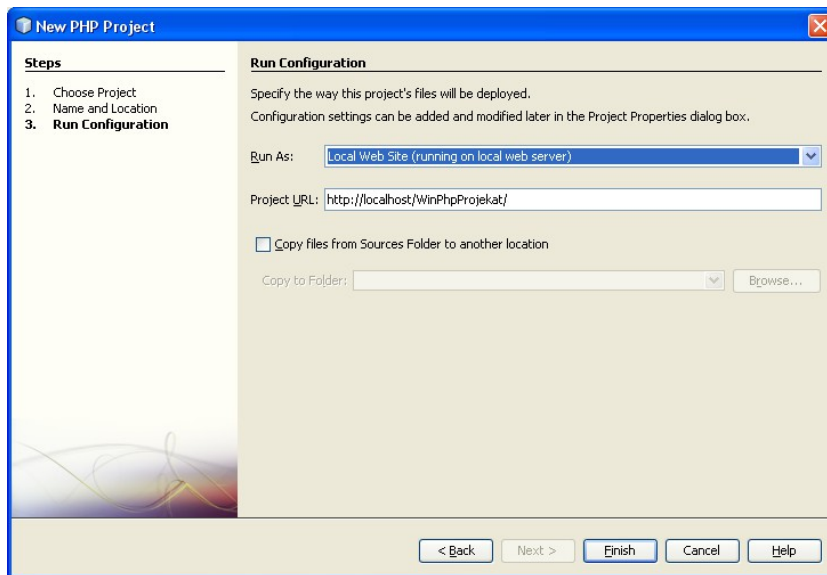 New PHP Project
Steps
1. Choose Project
2. Name and Location
3. Run Configuration
Run Configuration
Specify the way this project's files will be deployed.
Configuration settings can be added and modified later in the Project Properties dialog box.
Run As: Local Web Site (running on local web server)
Project URL: http://localhost/WinPhpProjekat/
Copy files from Sources Folder to another location
Copy to Folder: Browse...
< Back Next > Finish Cancel Help